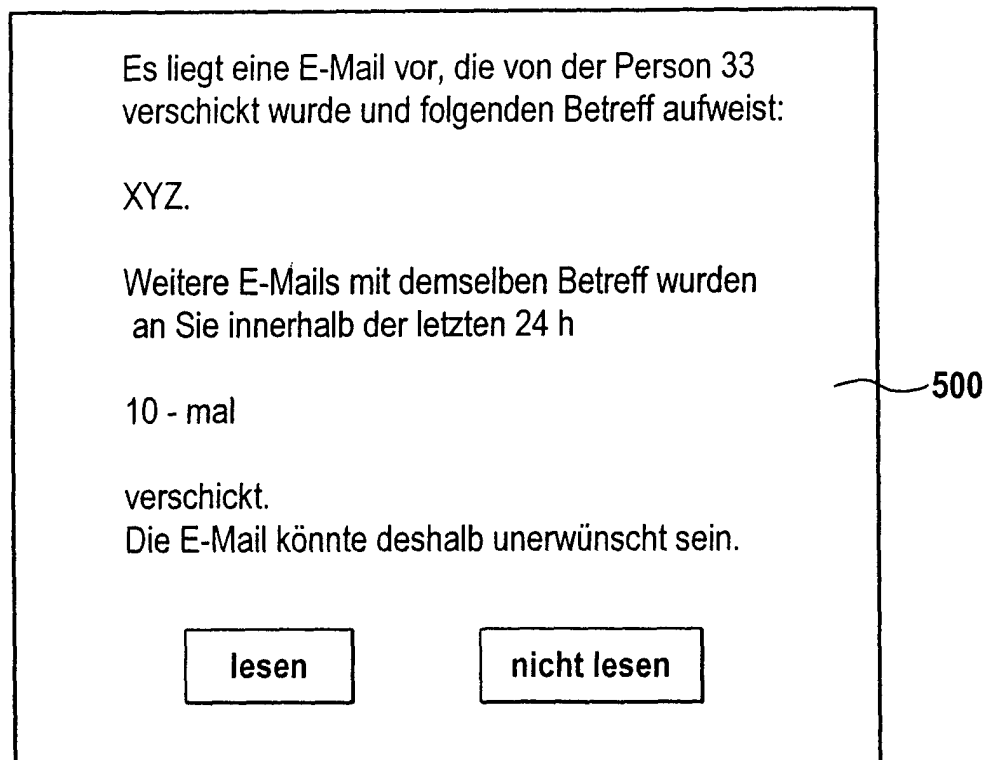 Es liegt eine E-Mail vor, die von der Person 33
verschickt wurde und folgenden Betreff aufweist:
XYZ.
Weitere E-Mails mit demselben Betreff wurden
an Sie innerhalb der letzten 24 h
10 - mal
500
verschickt.
Die E-Mail könnte deshalb unerwünscht sein.
lesen
nicht lesen